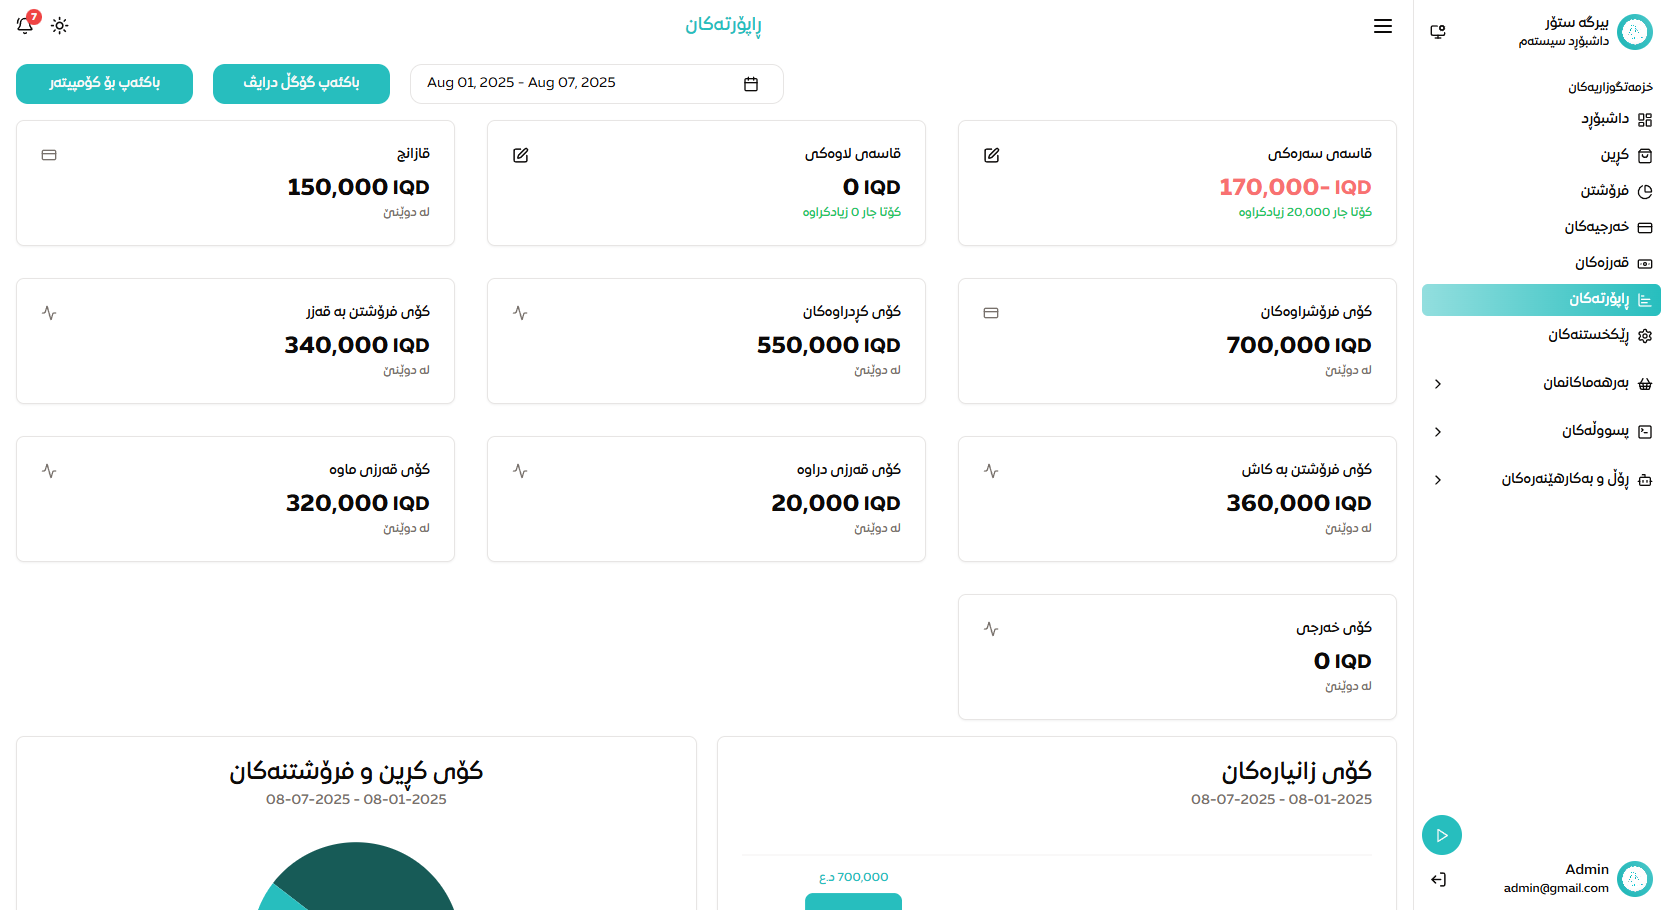 بیرگە ستۆر
داشبۆرد سیستەم
خزمەتگوزاریەکان
داشبۆڕد
کڕین
فرۆشتن
خەرجیەکان
قەرزەکان
ڕاپۆرتەکان
ڕێکخستنەکان
بەرهەماکانمان
پسووڵەکان
ڕۆڵ و بەکارهێنەرەکان
Admin
admin@gmail.com
ڕاپۆرتەکان
7
Aug 01, 2025 - Aug 07, 2025
باکئەپ گۆگڵ درایڤ
باکئەپ بۆ کۆمپیتەر
قاسەی سەرەکی
170,000- IQD
کۆتا جار 20,000 زیادکراوە
قاسەی لاوەکی
0 IQD
کۆتا جار 0 زیادکراوە
قازانج
150,000 IQD
لە دوێنێ
کۆی فرۆشراوەکان
700,000 IQD
لە دوێنێ
کۆی کڕدراوەکان
550,000 IQD
لە دوێنێ
کۆی فرۆشتن بە قەزر
340,000 IQD
لە دوێنێ
کۆی فرۆشتن بە کاش
360,000 IQD
لە دوێنێ
کۆی قەرزی دراوە
20,000 IQD
لە دوێنێ
کۆی قەرزی ماوە
320,000 IQD
لە دوێنێ
کۆی خەرجی
0 IQD
لە دوێنێ
کۆی زانیارەکان
08-07-2025 - 08-01-2025
700,000 د.ع
کۆی کڕین و فرۆشتنەکان
08-07-2025 - 08-01-2025